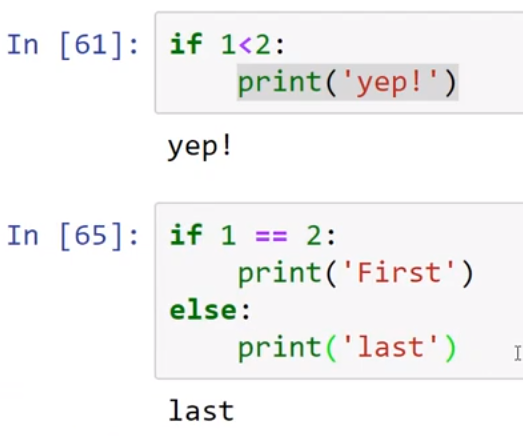 In [61]: if 1<2:
print('yep!')
yep!
In [65]: if 1 == 2:
print('First')
else:
print('last')
last